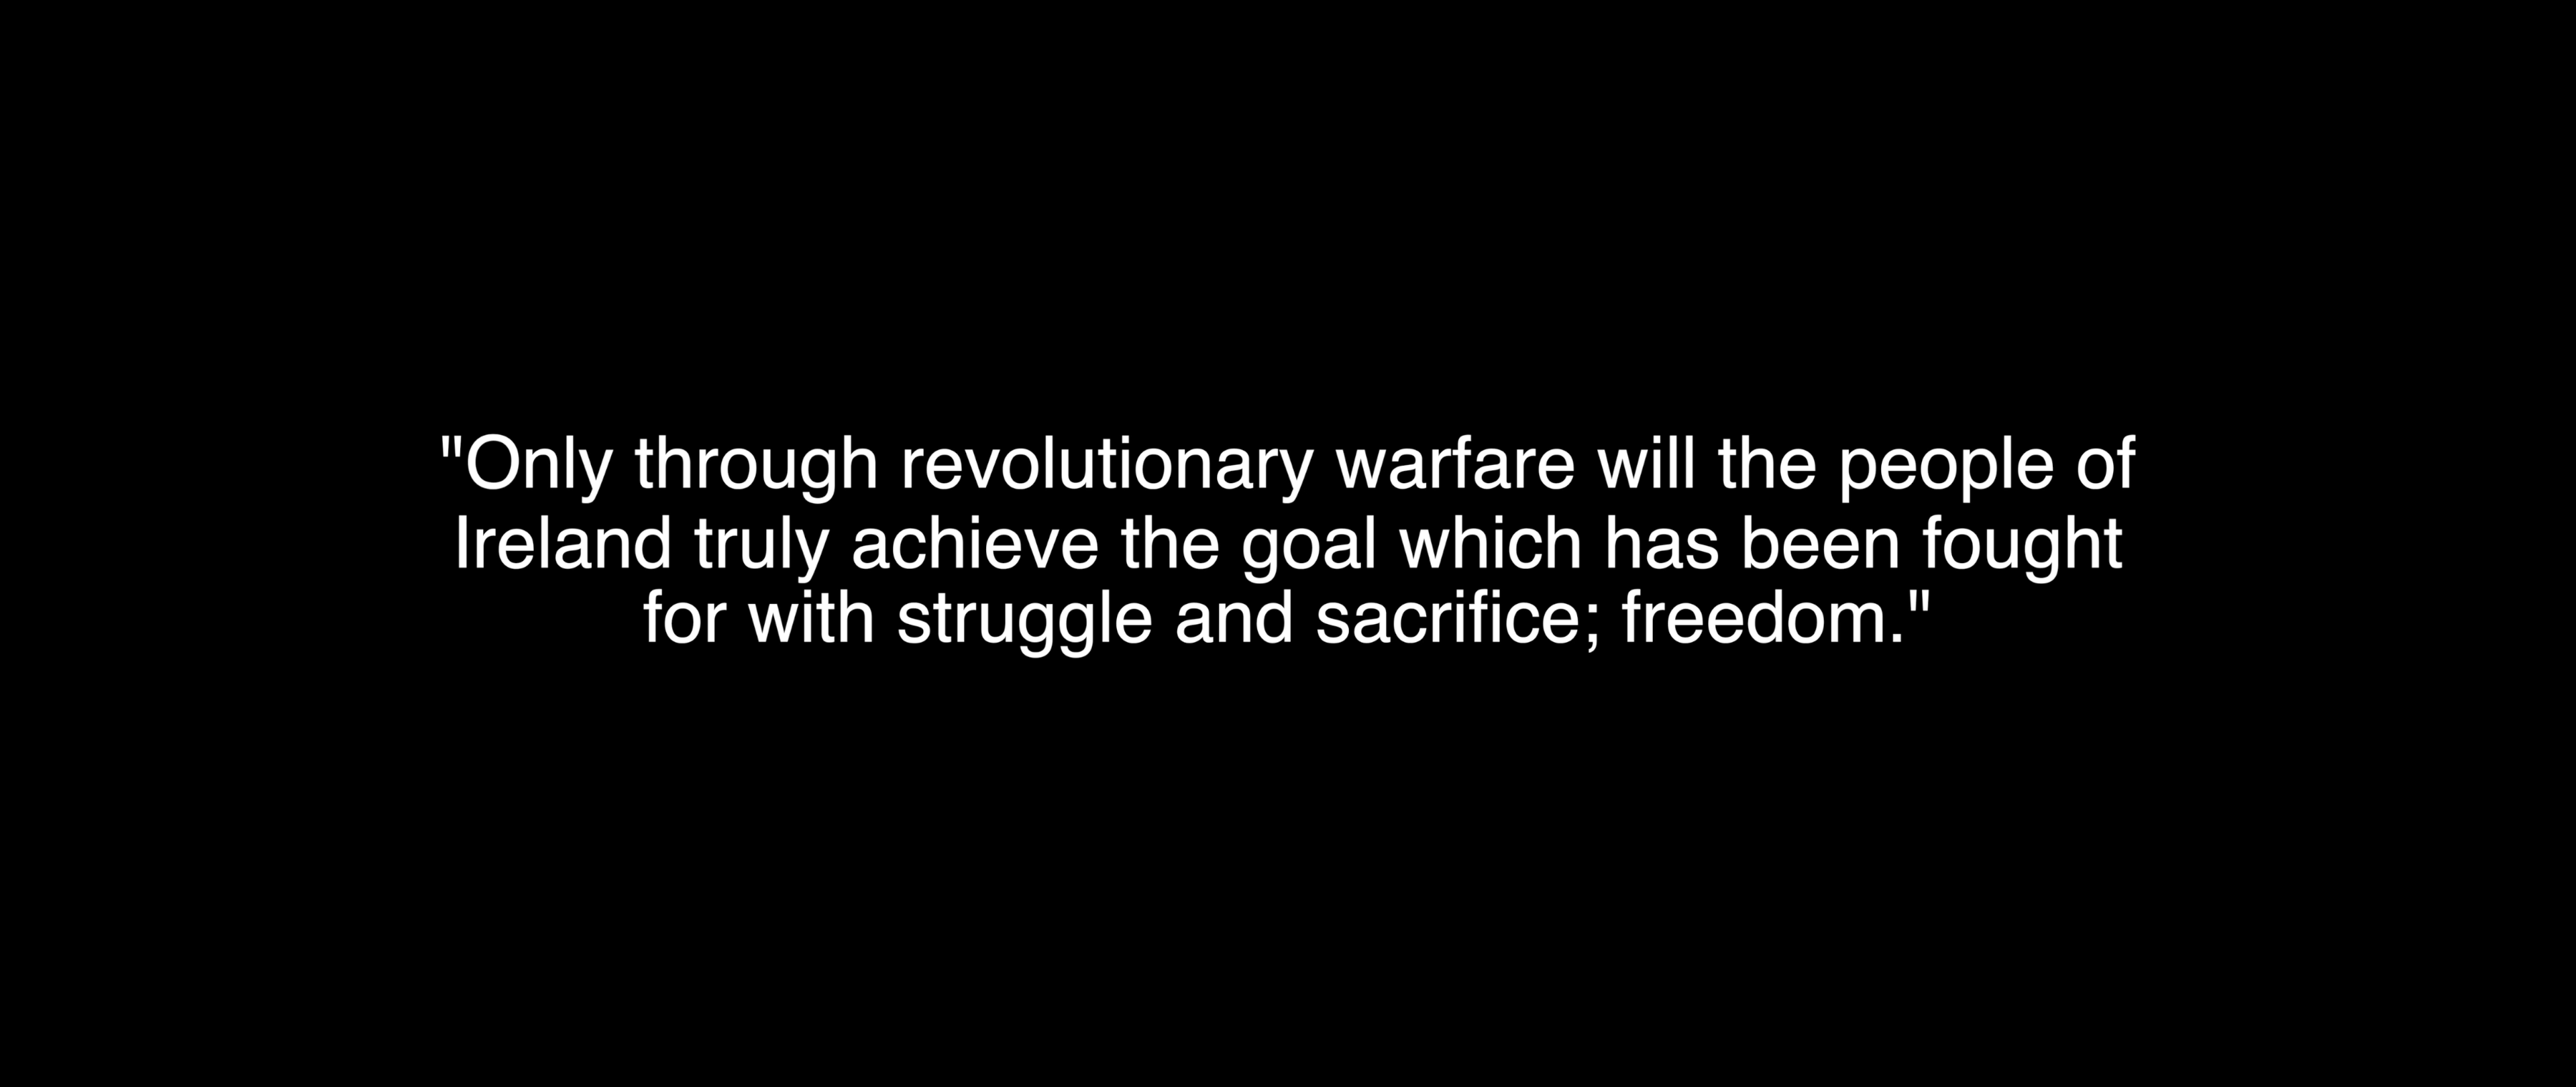 "Only through revolutionary warfare will the people of
Ireland truly achieve the goal which has been fought
for with struggle and sacrifice; freedom."